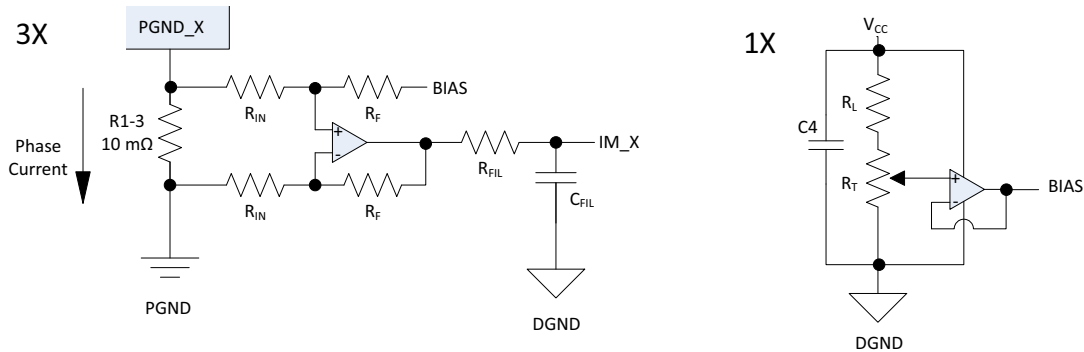 3X
PGND_X
R_IN
R_F
BIAS
R1-3
10 mΩ
Phase
Current
+
-
R_FIL
IM_X
R_IN
R_F
C_FIL
PGND
DGND
1X
V_CC
R_L
C4
R_T
+
-
BIAS
DGND